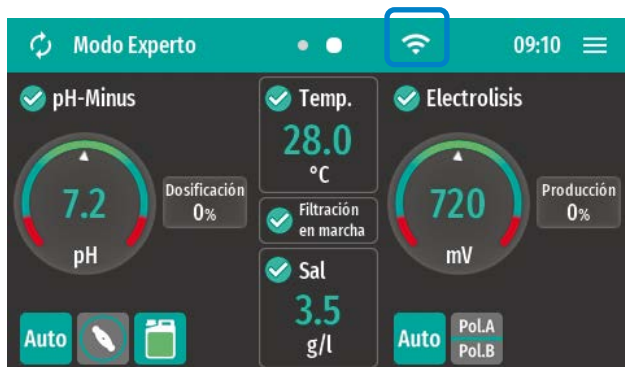 Modo Experto
09:10
pH-Minus
7.2
pH
Dosificación
0%
Auto
Temp.
28.0
°C
Filtración
en marcha
Sal
3.5
g/l
Electrolisis
720
mV
Producción
0%
Auto
Pol.A
Pol.B